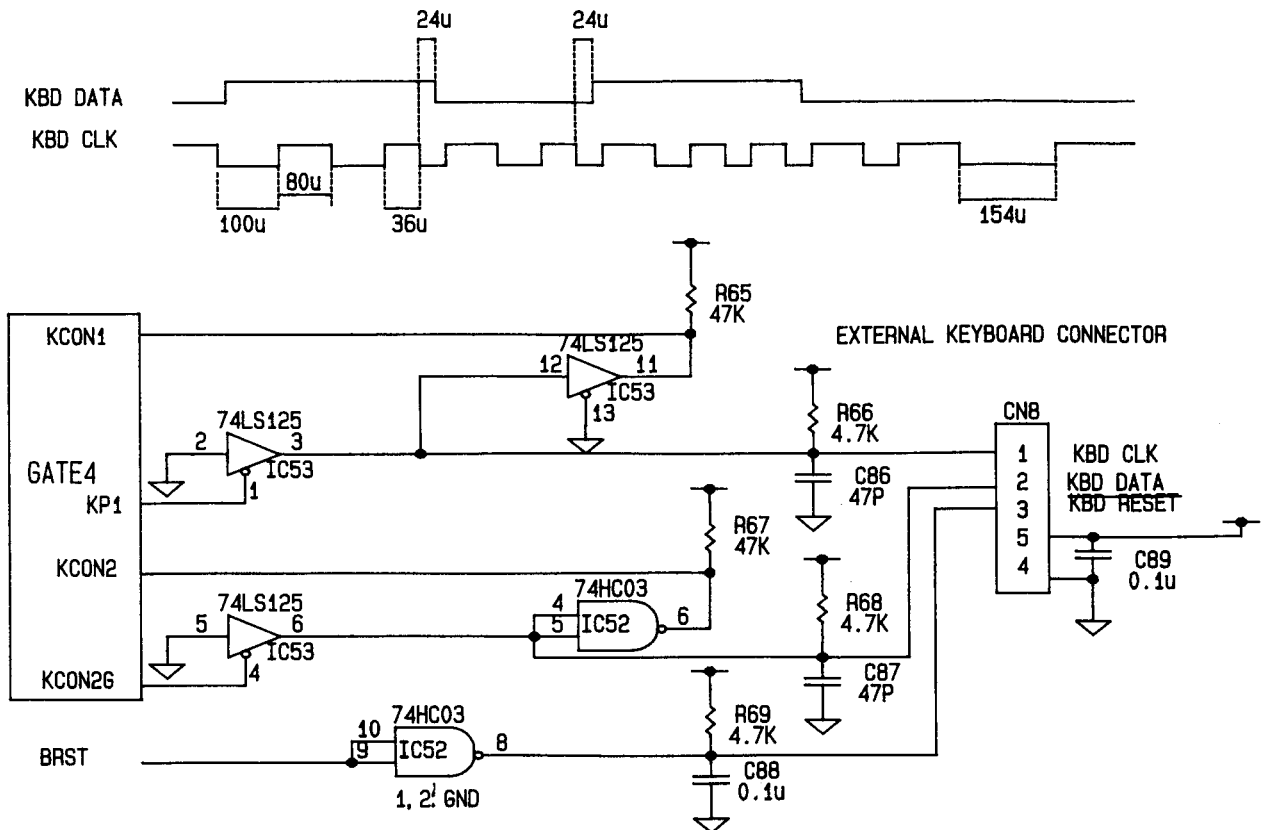 24u 24u
KBD DATA
KBD CLK
80u
100u 36u 154u
R65
47K
KCON1
74LS125
12 11
IC53
13
EXTERNAL KEYBOARD CONNECTOR
74LS125
2 3
IC53
1
GATE4
KP1
R66
4.7K
C86
47P
CN8
1 KBD CLK
2 KBD DATA
3 KBD RESET
5
4
C89
0.1u
R67
47K
KCON2
74LS125
5 6
IC53
4
KCON2G
74HC03
4
5
IC52
6
R68
4.7K
C87
47P
74HC03
10
9
IC52
8
1, 2: GND
BRST
R69
4.7K
C88
0.1u